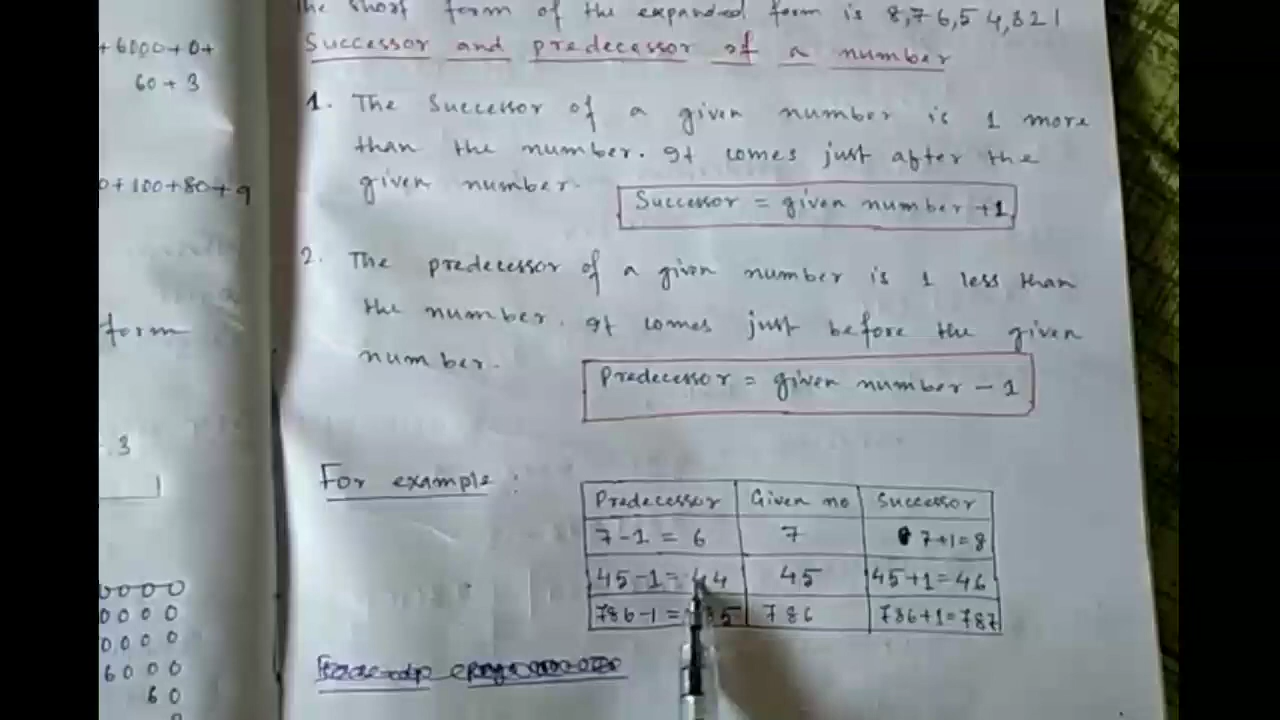 +6000+0+
60+3
0+100+80+9
form
.3
0000
0000
0000
6000
60
The short form of the expanded form is 8,76,54,321
Successor and predecessor of a number
1. The Successor of a given number is 1 more
than the number. It comes just after the
given number.
Successor = given number +1
2. The predecessor of a given number is 1 less than
the number. It comes just before the given
number.
Predecessor = given number - 1
For example :
Predecessor Given no Successor
7-1 = 6 7 7+1=8
45-1=44 45 45+1=46
786-1= 786 786+1=787